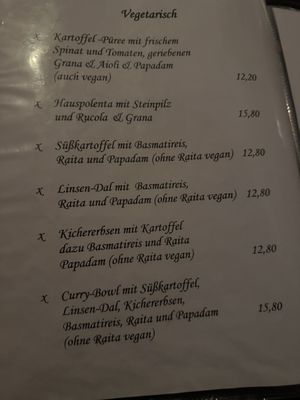 Vegetarisch
x Kartoffel -Püree mit frischem
Spinat und Tomaten, geriebenen
Grana & Aioli & Papadam
(auch vegan) 12,20
x Hauspolenta mit Steinpilz
und Rucola & Grana 15,80
x Süßkartoffel mit Basmatireis,
Raita und Papadam (ohne Raita vegan) 12,80
x Linsen-Dal mit Basmatireis,
Raita und Papadam (ohne Raita vegan) 12,80
x Kichererbsen mit Kartoffel
dazu Basmatireis und Raita
Papadam (ohne Raita vegan) 12,80
x Curry-Bowl mit Süßkartoffel,
Linsen-Dal, Kichererbsen,
Basmatireis, Raita und Papadam 15,80
(ohne Raita vegan)